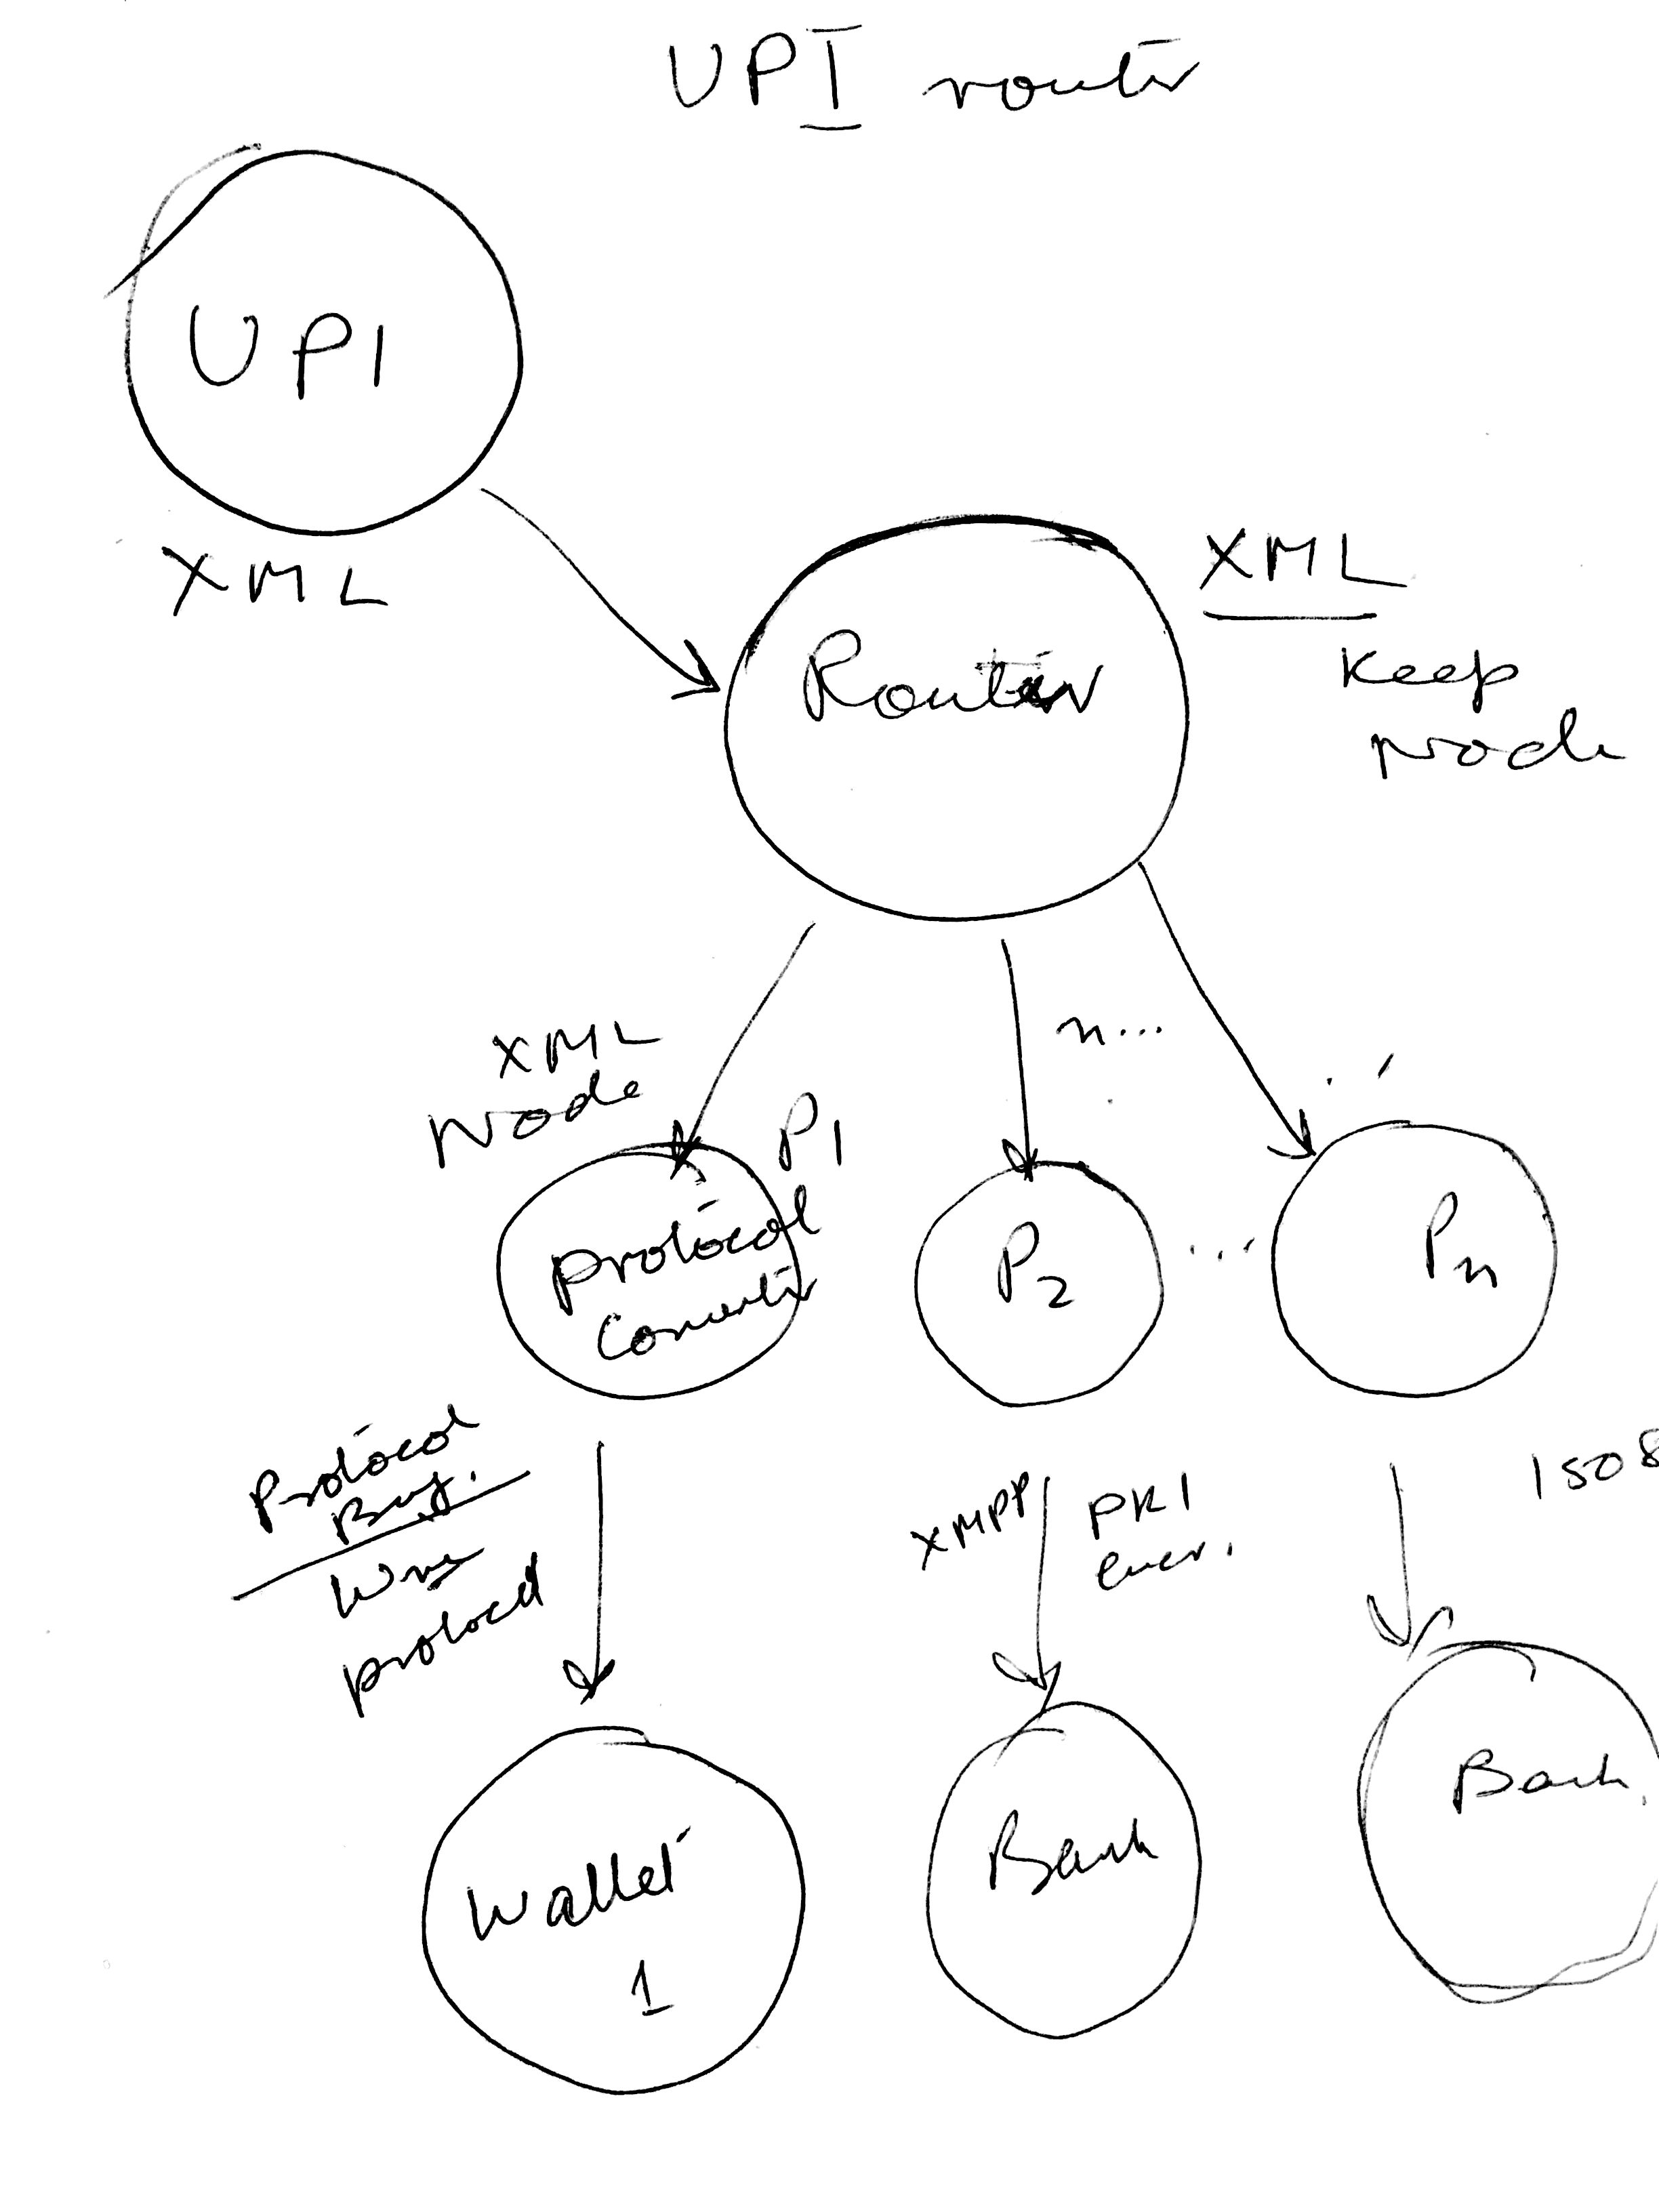 UPI router
UPI
XML
Router
XML
Keep
Node
XML
Node
n...
P1
Protocol
Converter
P2
...
Pn
Protocol
Buf.
Wire
protocol
XMPP
PKI
encr.
ISO8
Wallet
1
Bank
Bank